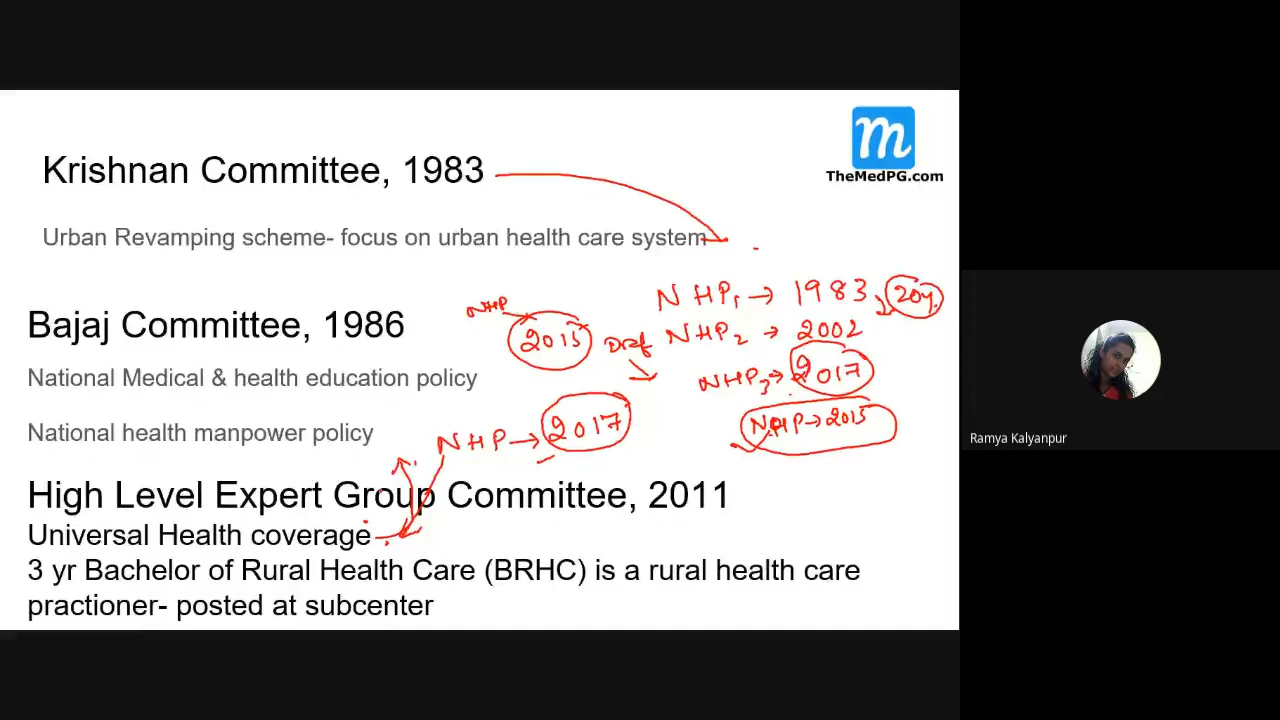 m
TheMedPG.com
Krishnan Committee, 1983
Urban Revamping scheme- focus on urban health care system
NHP1 → 1983 204
NHP
Bajaj Committee, 1986
2015 Draf NHP2 → 2002
National Medical & health education policy
NHP3 → 2017
NHP → 2015
National health manpower policy
NHP → 2017
Ramya Kalyanpur
High Level Expert Group Committee, 2011
Universal Health coverage
3 yr Bachelor of Rural Health Care (BRHC) is a rural health care
practioner- posted at subcenter